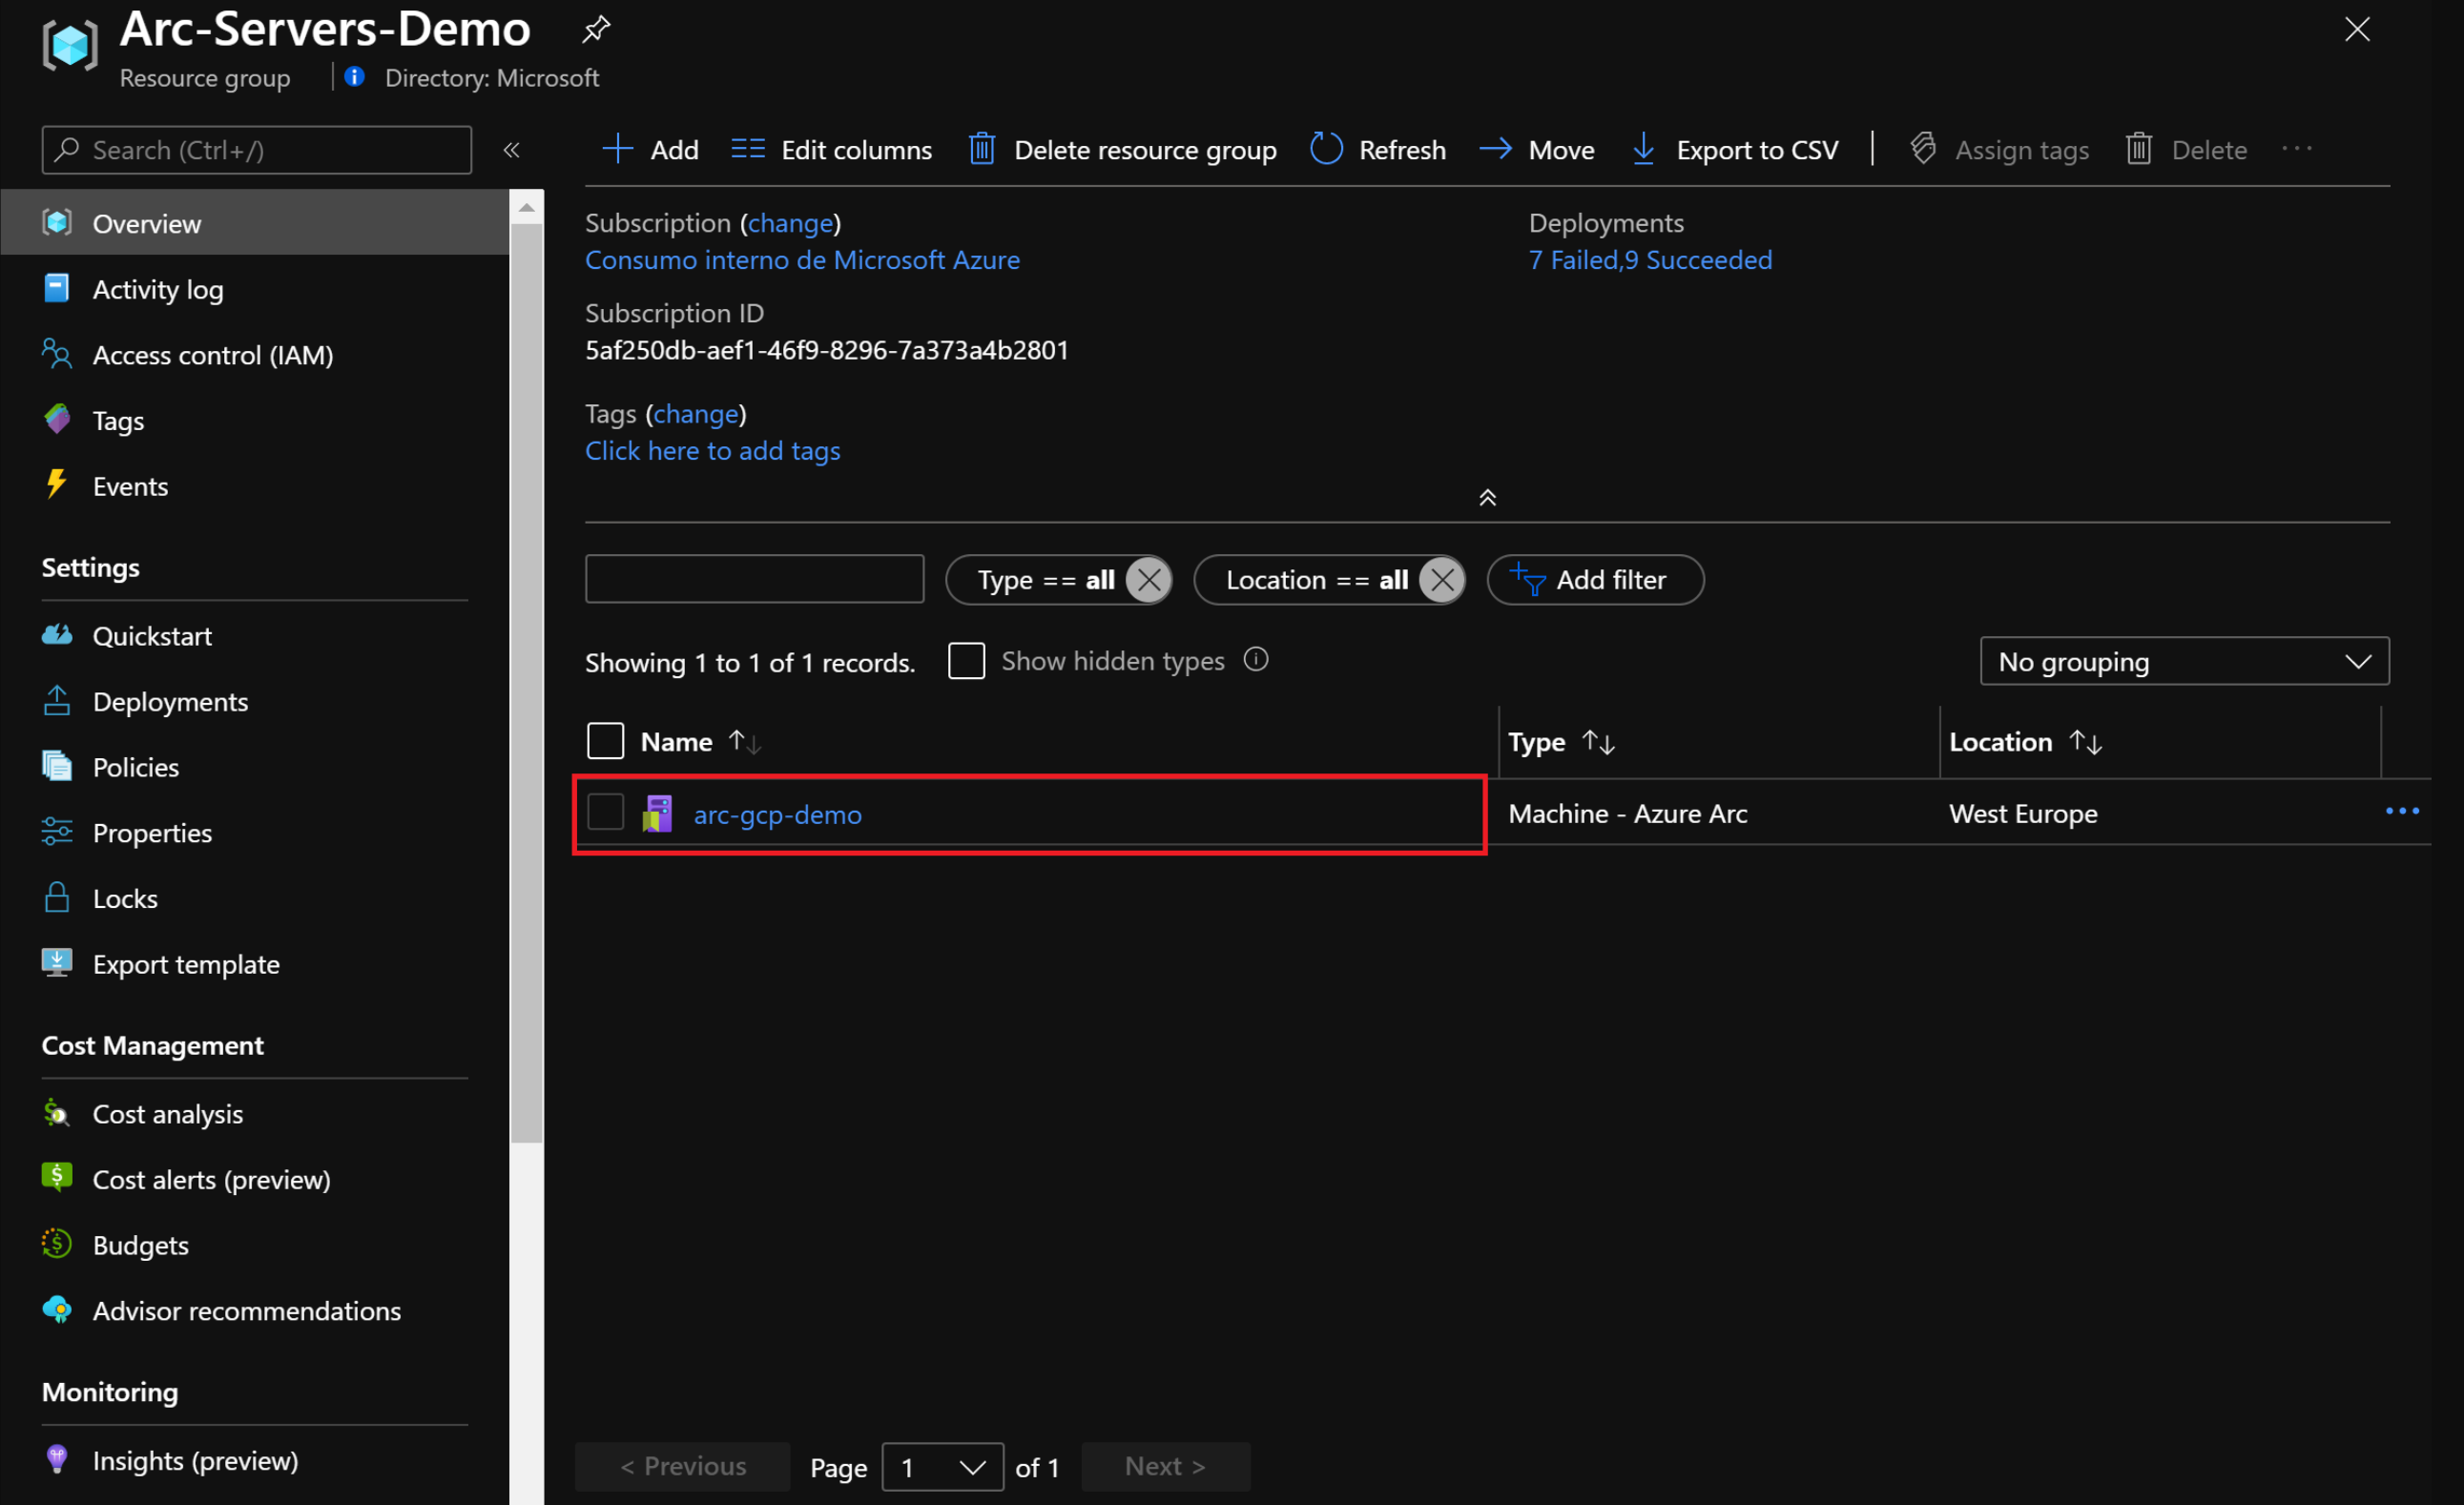 Arc-Servers-Demo
Resource group
Directory: Microsoft
Search (Ctrl+/)
«
Add
Edit columns
Delete resource group
Refresh
Move
Export to CSV
Assign tags
Delete
Overview
Activity log
Access control (IAM)
Tags
Events
Settings
Quickstart
Deployments
Policies
Properties
Locks
Export template
Cost Management
Cost analysis
Cost alerts (preview)
Budgets
Advisor recommendations
Monitoring
Insights (preview)
Subscription (change)
Consumo interno de Microsoft Azure
Subscription ID
5af250db-aef1-46f9-8296-7a373a4b2801
Tags (change)
Click here to add tags
Deployments
7 Failed,9 Succeeded
Type == all
Location == all
Add filter
Showing 1 to 1 of 1 records.
Show hidden types
No grouping
Name
Type
Location
arc-gcp-demo
Machine - Azure Arc
West Europe
< Previous
Page 1 of 1
Next >